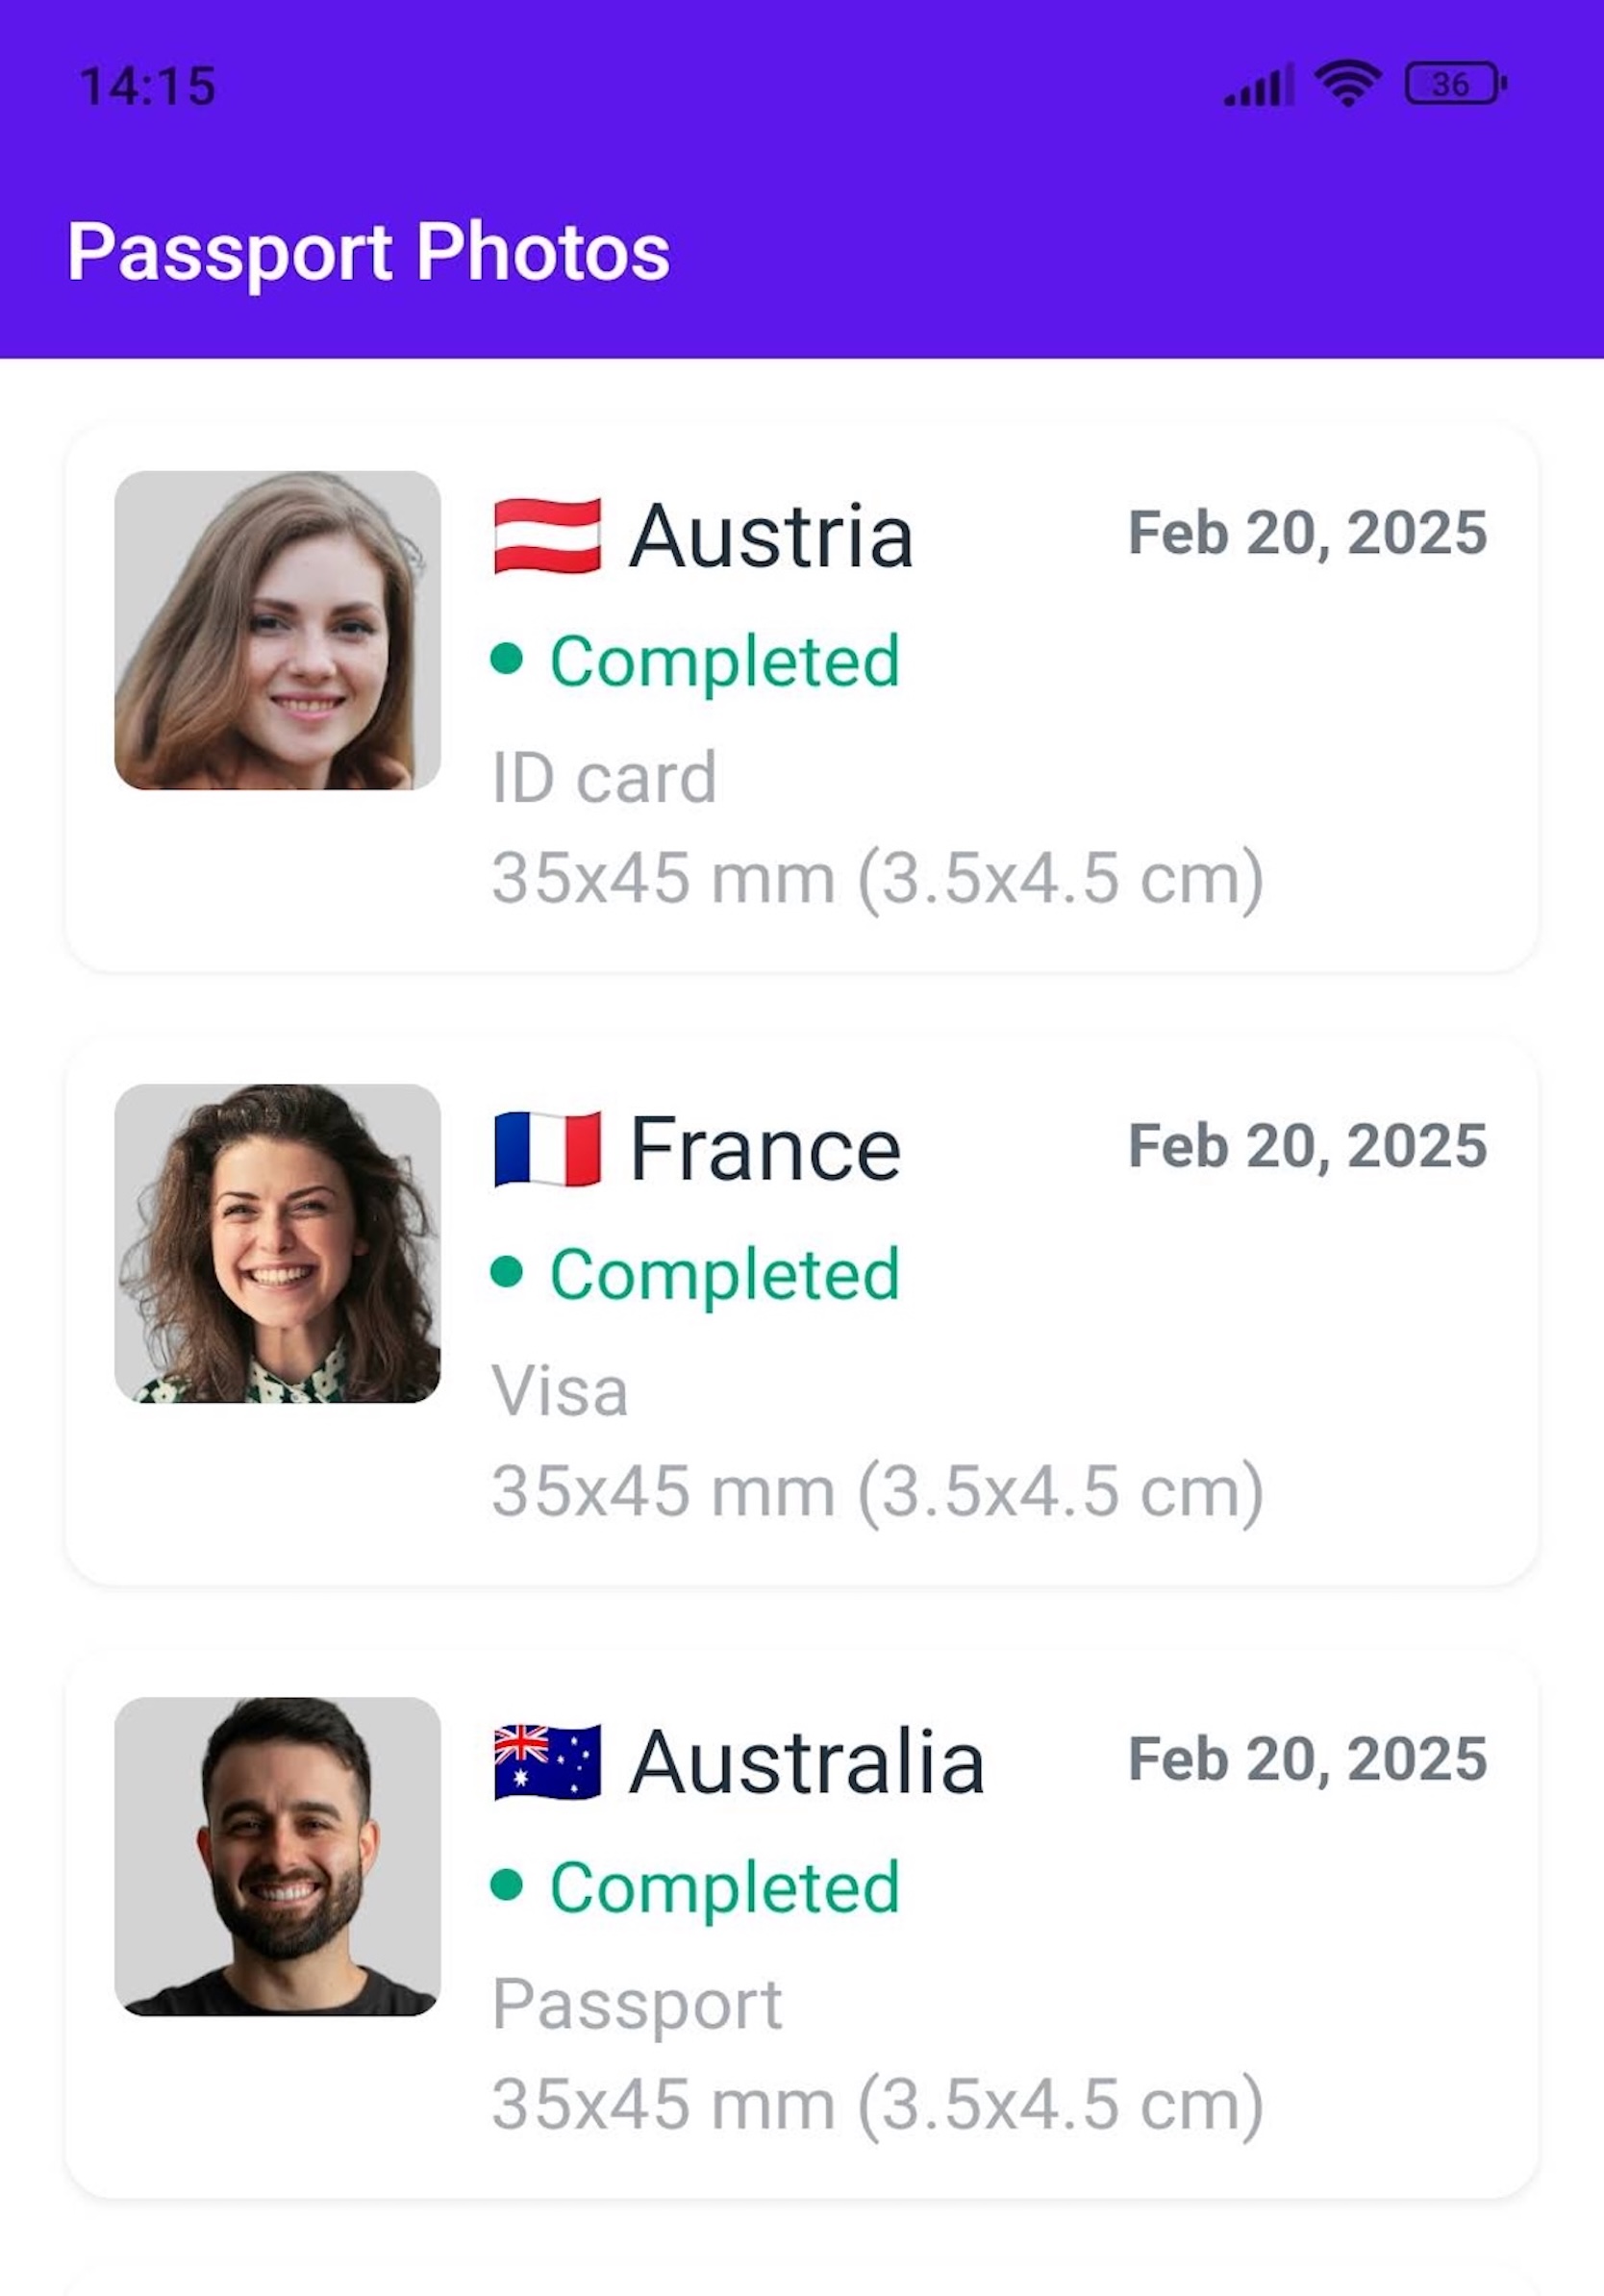 14:15
36
Passport Photos
Austria
Feb 20, 2025
Completed
ID card
35x45 mm (3.5x4.5 cm)
France
Feb 20, 2025
Completed
Visa
35x45 mm (3.5x4.5 cm)
Australia
Feb 20, 2025
Completed
Passport
35x45 mm (3.5x4.5 cm)